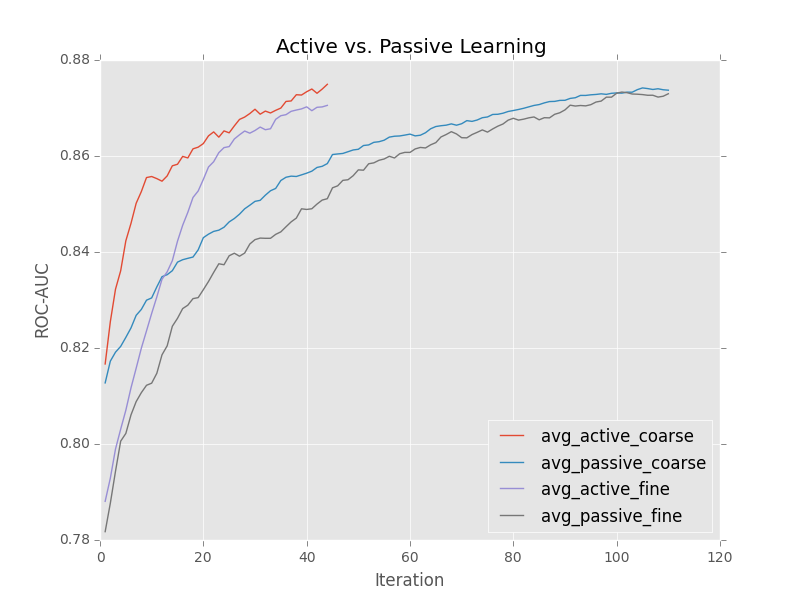 Active vs. Passive Learning
0.88
0.86
0.84
0.82
0.80
0.78
ROC-AUC
0
20
40
60
80
100
120
Iteration
avg_active_coarse
avg_passive_coarse
avg_active_fine
avg_passive_fine